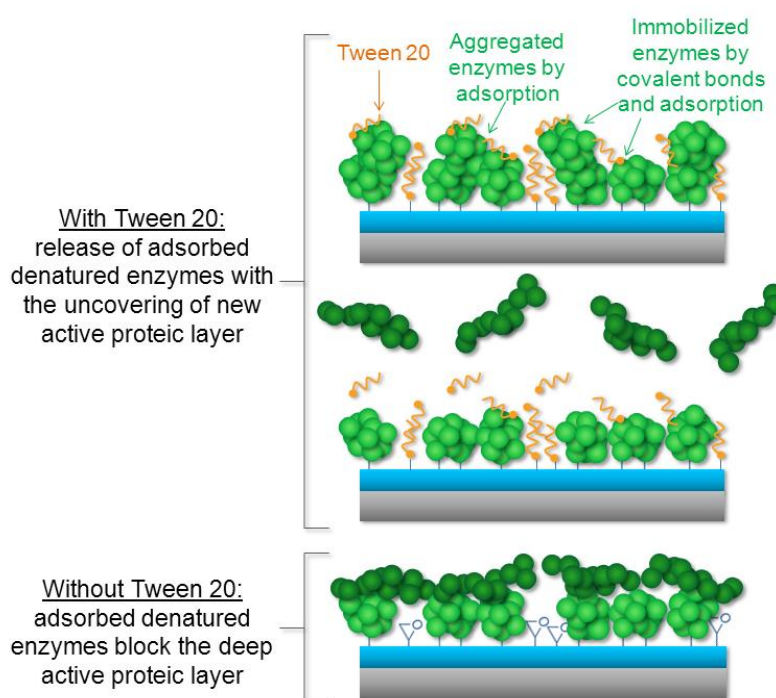 Tween 20
Aggregated
enzymes by
adsorption
Immobilized
enzymes by
covalent bonds
and adsorption
With Tween 20:
release of adsorbed
denatured enzymes with
the uncovering of new
active proteic layer
Without Tween 20:
adsorbed denatured
enzymes block the deep
active proteic layer